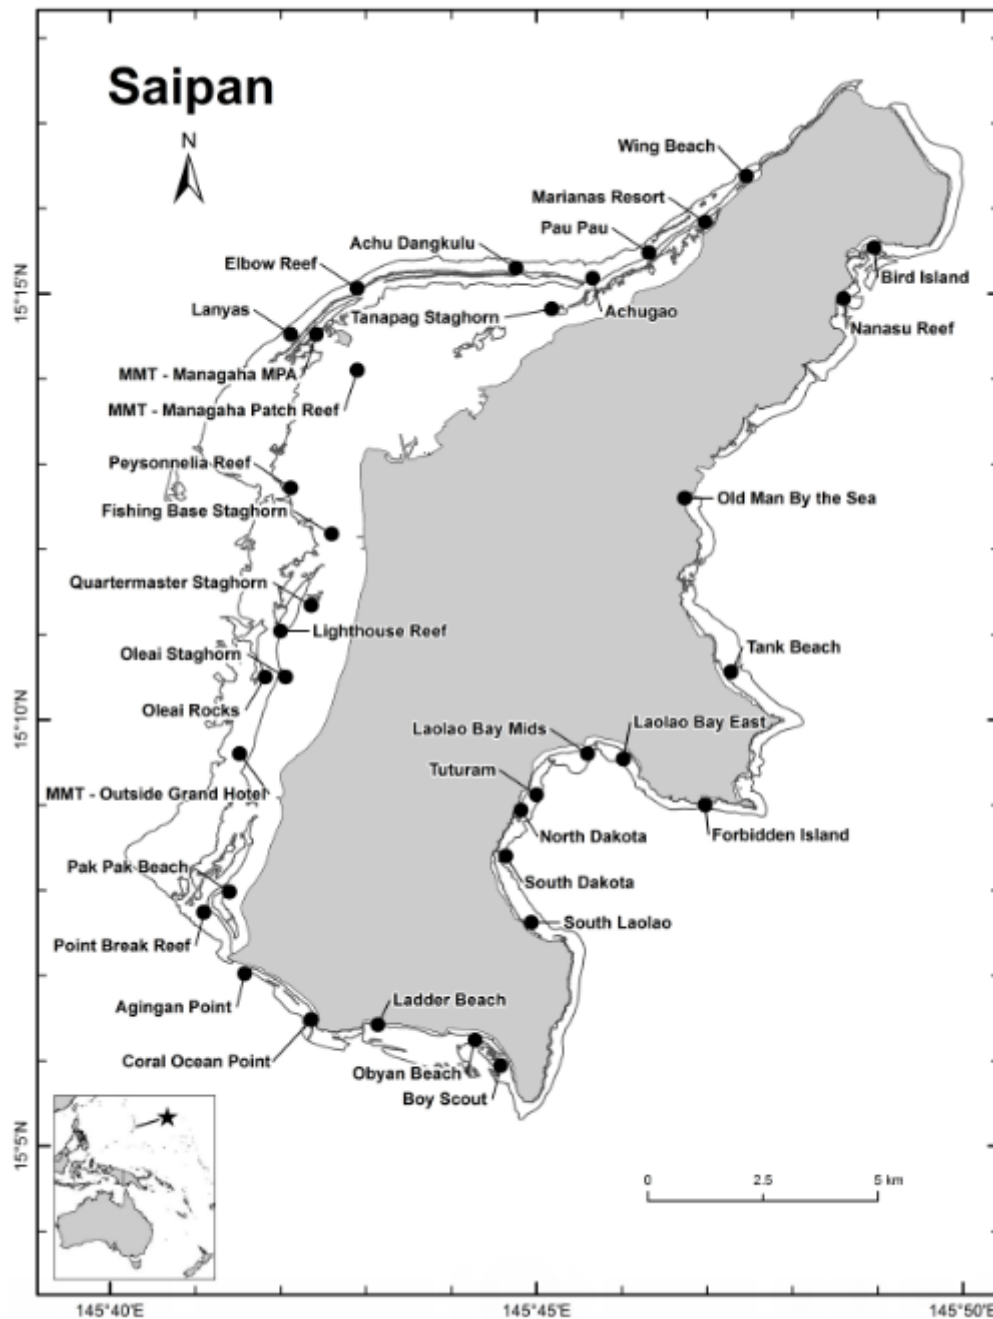 Saipan
N
Wing Beach
Marianas Resort
Pau Pau
Achu Dangkulu
Elbow Reef
Bird Island
Lanyas
Tanapag Staghorn
Achugao
Nanasu Reef
MMT - Managaha MPA
MMT - Managaha Patch Reef
Peysonnelia Reef
Old Man By the Sea
Fishing Base Staghorn
Quartermaster Staghorn
Lighthouse Reef
Oleai Staghorn
Tank Beach
Oleai Rocks
Laolao Bay East
Laolao Bay Mids
Tuturam
MMT - Outside Grand Hotel
North Dakota
Forbidden Island
Pak Pak Beach
South Dakota
South Laolao
Point Break Reef
Agingan Point
Ladder Beach
Coral Ocean Point
Obyan Beach
Boy Scout
15°15'N
15°10'N
15°5'N
0 2.5 5 km
145°40'E 145°45'E 145°50'E